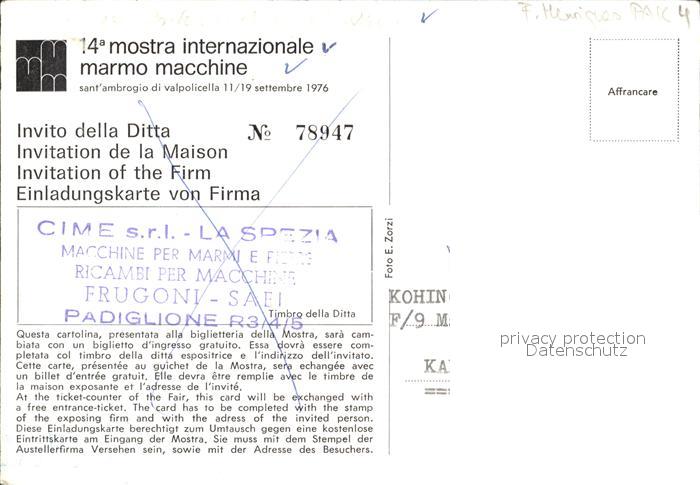 F. Henriques PAK 4
14ª mostra internazionale
marmo macchine
sant'ambrogio di valpolicella 11/19 settembre 1976
Affrancare
Invito della Ditta Nº 78947
Invitation de la Maison
Invitation of the Firm
Einladungskarte von Firma
CIME s.r.l. - LA SPEZIA
MACCHINE PER MARMI E
RICAMBI PER MACCHINE
FRUGONI - SAFI
PADIGLIONE R3/4/5
Timbro della Ditta
Questa cartolina, presentata alla biglietteria della Mostra, sarà cam-
biata con un biglietto d'ingresso gratuito. Essa dovrà essere
completata col timbro della ditta espositrice e l'indirizzo dell'invitato.
Cette carte, présentée au guichet de la Mostra, sera echangée avec
un billet d'entrée gratuit. Elle devra être remplie avec le timbre de
la maison exposante et l'adresse de l'invité.
At the ticket-counter of the Fair, this card will be exchanged with
a free entrance-ticket. The card has to be completed with the stamp
of the exposing firm and with the adress of the invited person.
Diese Einladungskarte berechtigt zum Umtausch gegen eine kostenlose
Eintrittskarte am Eingang der Mostra. Sie muss mit dem Stempel der
Austellerfirma Versehen sein, sowie mit der Adresse des Besuchers.
Foto E. Zorzi
KOHIN
F/9 M
KA
privacy protection
Datenschutz